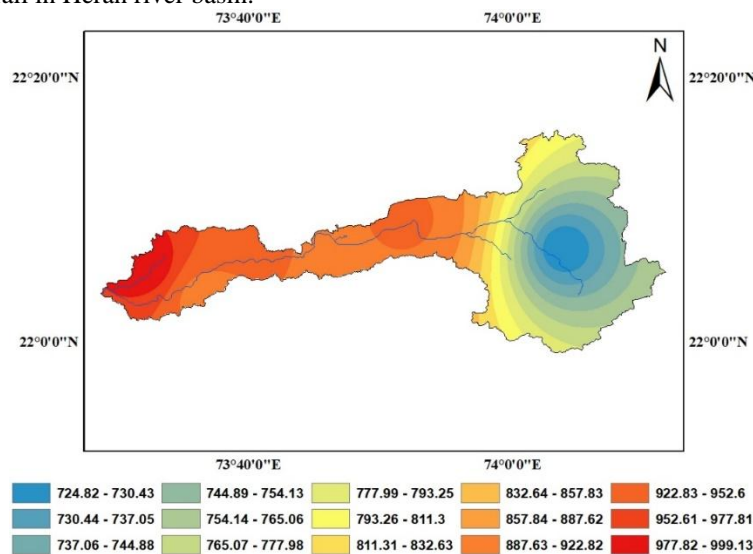 in Heran river basin.
73°40'0"E 74°0'0"E
N
22°20'0"N 22°20'0"N
22°0'0"N 22°0'0"N
73°40'0"E 74°0'0"E
724.82 - 730.43 744.89 - 754.13 777.99 - 793.25 832.64 - 857.83 922.83 - 952.6
730.44 - 737.05 754.14 - 765.06 793.26 - 811.3 857.84 - 887.62 952.61 - 977.81
737.06 - 744.88 765.07 - 777.98 811.31 - 832.63 887.63 - 922.82 977.82 - 999.13